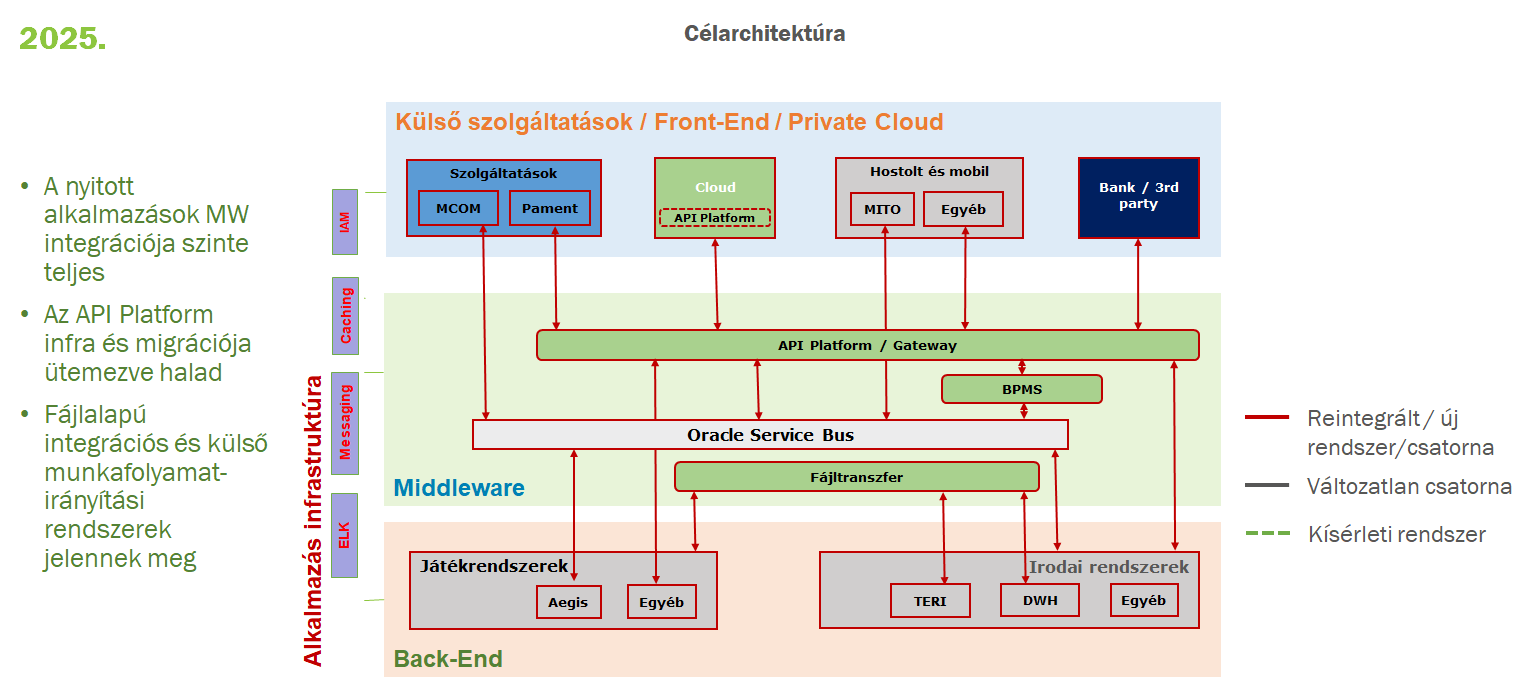 2025.
Célarchitektúra
• A nyitott
alkalmazások MW
integrációja szinte
teljes
• Az API Platform
infra és migrációja
ütemezve halad
• Fájlalapú
integrációs és külső
munkafolyamat-
irányítási
rendszerek
jelennek meg
Alkalmazás infrastruktúra
IAM
Caching
Messaging
ELK
Külső szolgáltatások / Front-End / Private Cloud
Szolgáltatások
MCOM
Pament
Cloud
API Platform
Hostolt és mobil
MITO
Egyéb
Bank / 3rd
party
API Platform / Gateway
BPMS
Oracle Service Bus
Fájltranszfer
Middleware
Játékrendszerek
Aegis
Egyéb
Irodai rendszerek
TERI
DWH
Egyéb
Back-End
Reintegrált / új
rendszer/csatorna
Változatlan csatorna
Kísérleti rendszer